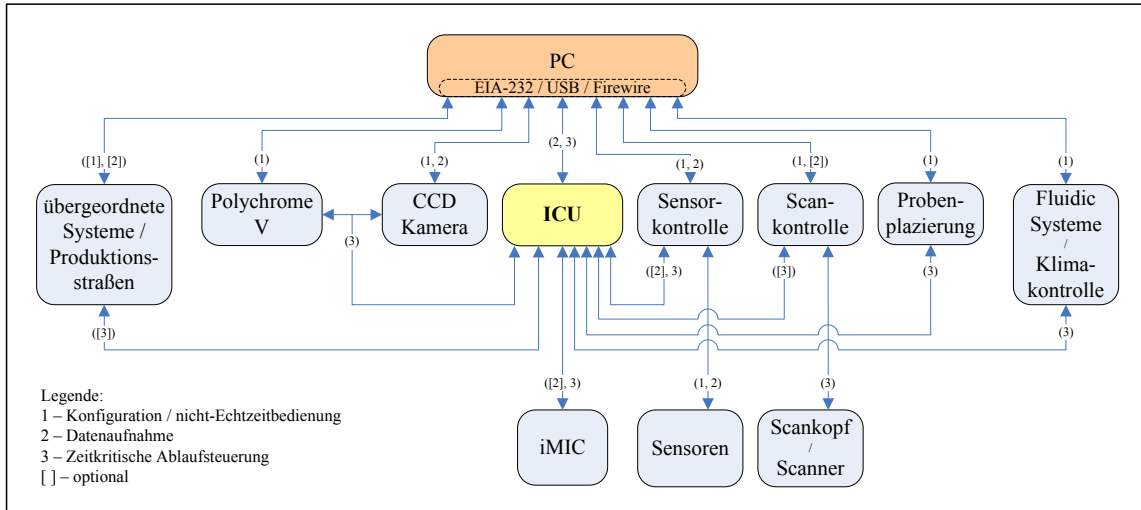 PC
EIA-232 / USB / Firewire
([1], [2])
(1)
(1, 2)
(2, 3)
(1, 2)
(1, [2])
(1)
(1)
übergeordnete
Systeme /
Produktions-
straßen
Polychrome
V
CCD
Kamera
ICU
Sensor-
kontrolle
Scan-
kontrolle
Proben-
plazierung
Fluidic
Systeme
/
Klima-
kontrolle
(3)
([2], 3)
([3])
(3)
([3])
(3)
([2], 3)
(1, 2)
(3)
Legende:
1 – Konfiguration / nicht-Echtzeitbedienung
2 – Datenaufnahme
3 – Zeitkritische Ablaufsteuerung
[ ] – optional
iMIC
Sensoren
Scankopf
/
Scanner